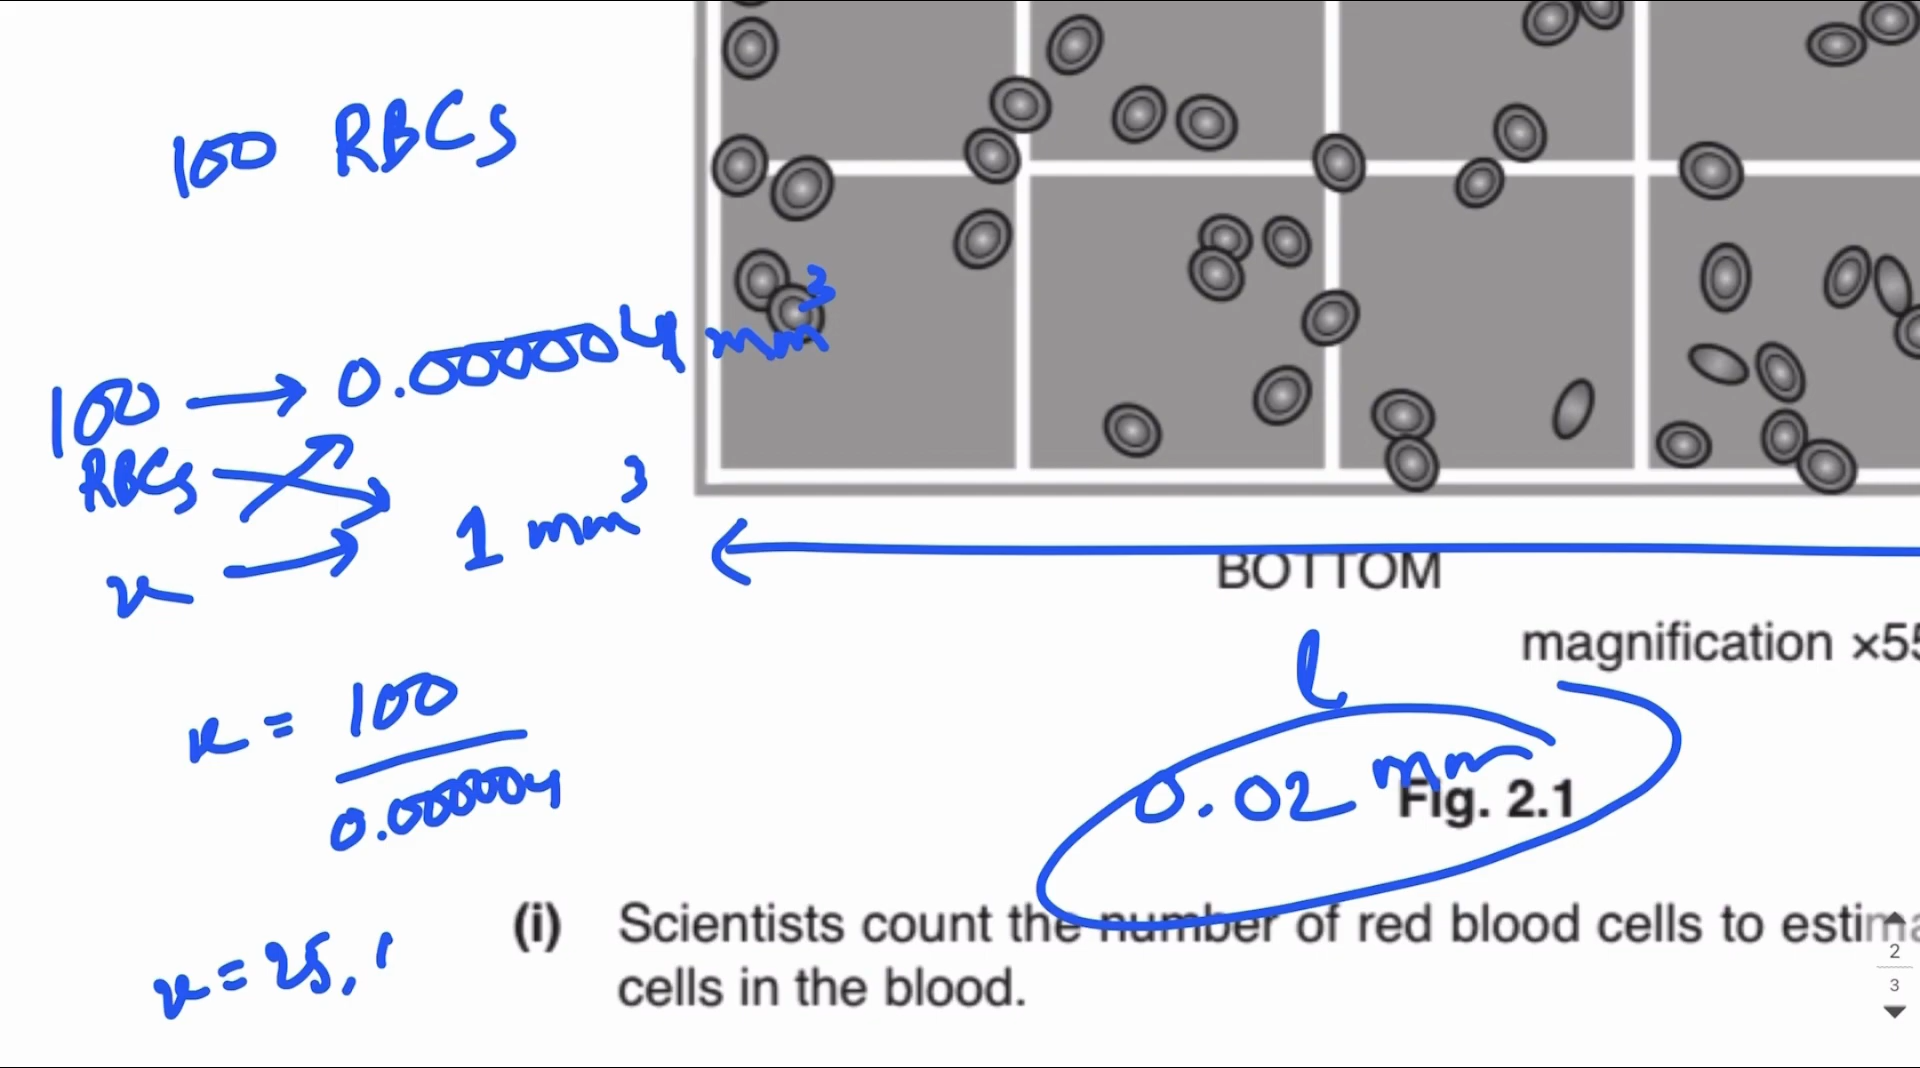 100 RBCs
100 → 0.000004 mm³
RBCs
x → 1 mm³
BOTTOM
magnification ×55
l
x = 100
0.000004
0.02 mm
Fig. 2.1
(i) Scientists count the number of red blood cells to estima
cells in the blood.
x = 25,
2
3